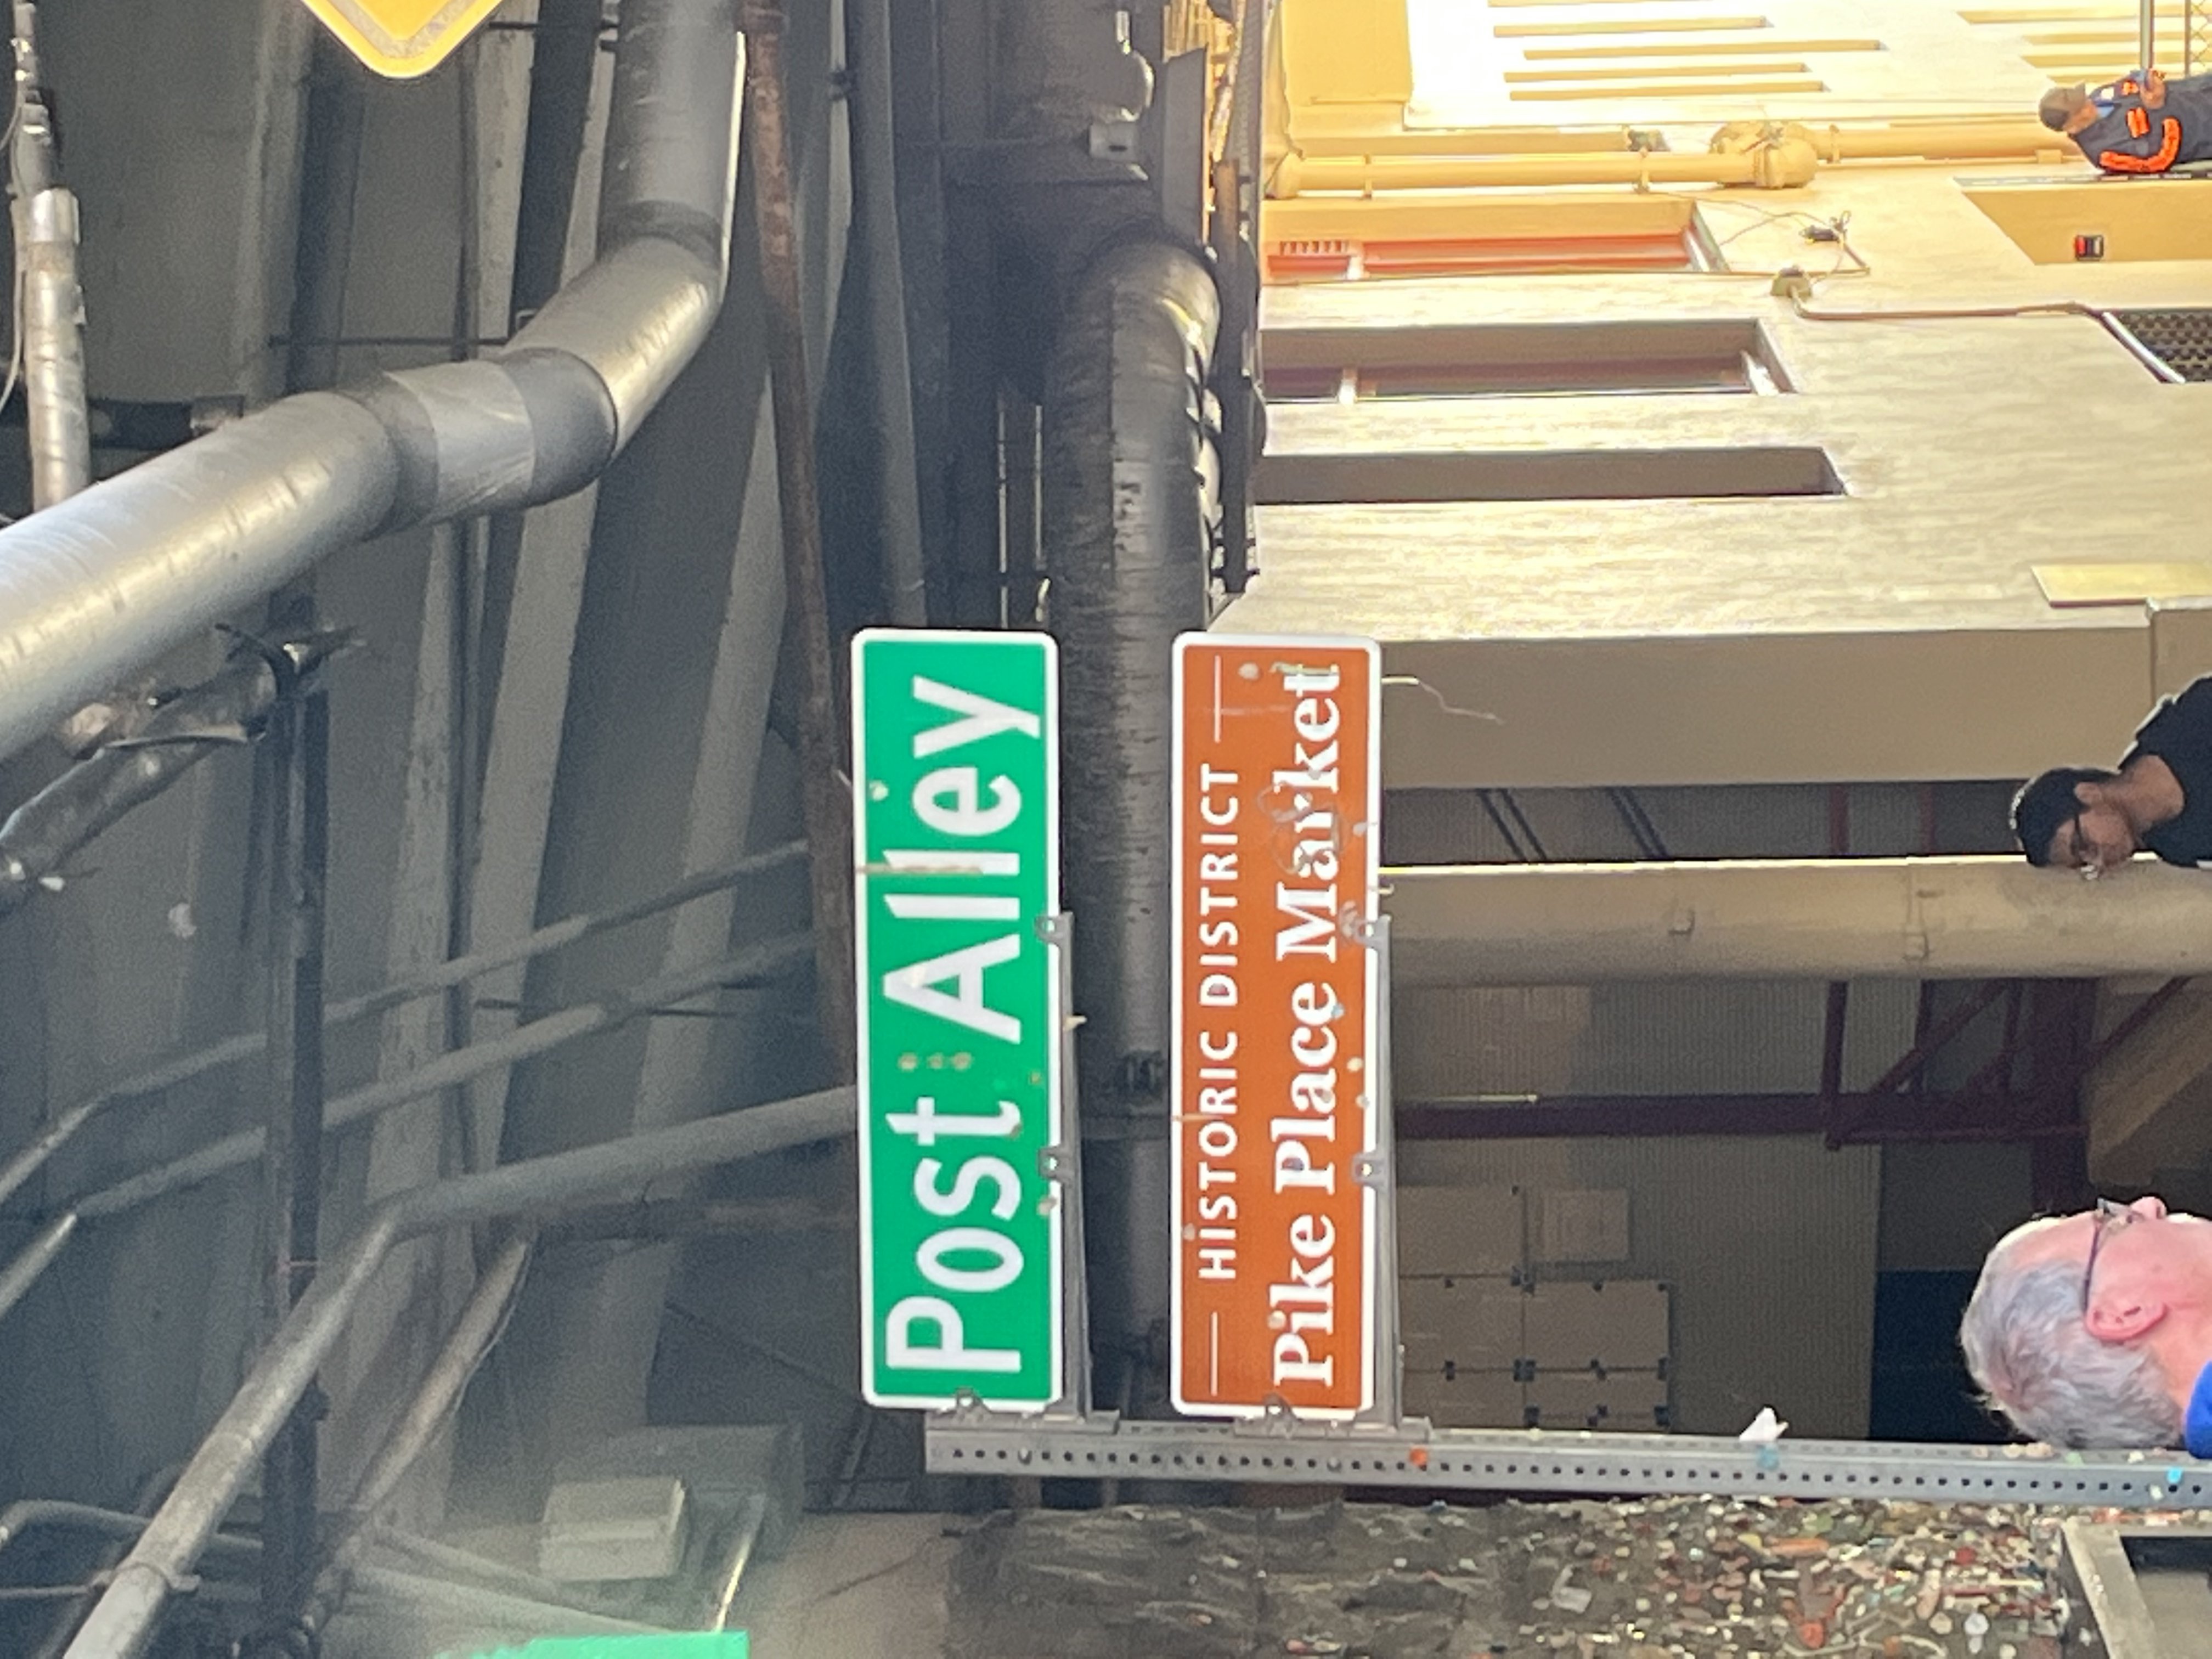 Post Alley
HISTORIC DISTRICT
Pike Place Market